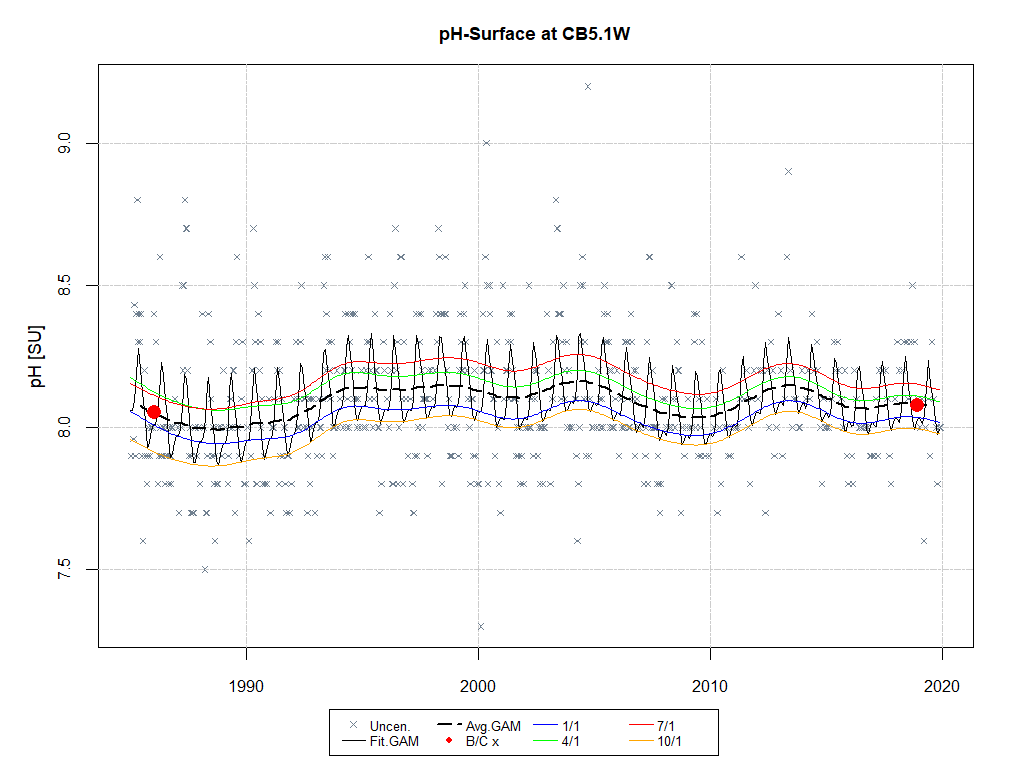 pH-Surface at CB5.1W
pH [SU]
9.0
8.5
8.0
7.5
1990 2000 2010 2020
Uncen. Avg.GAM 1/1 7/1
Fit.GAM B/C x 4/1 10/1